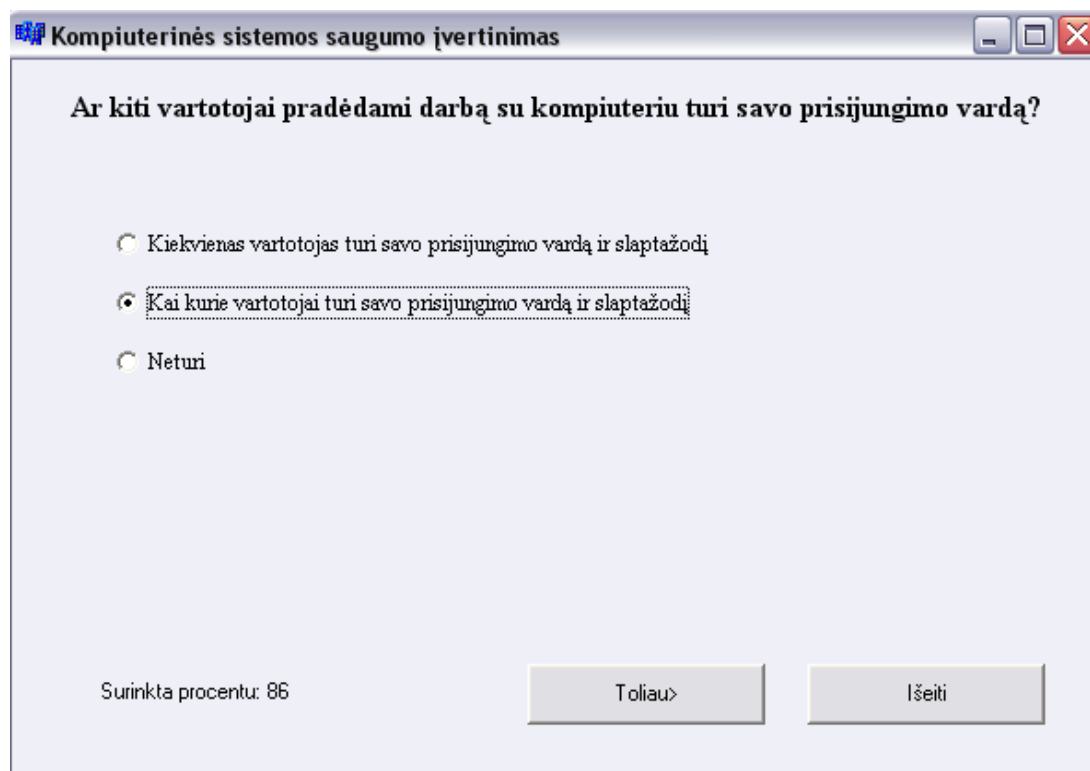 Kompiuterinės sistemos saugumo įvertinimas
Ar kiti vartotojai pradėdami darbą su kompiuteriu turi savo prisijungimo vardą?
Kiekvienas vartotojas turi savo prisijungimo vardą ir slaptažodį
Kai kurie vartotojai turi savo prisijungimo vardą ir slaptažodį
Neturi
Surinkta procentu: 86
Toliau>
Išeiti